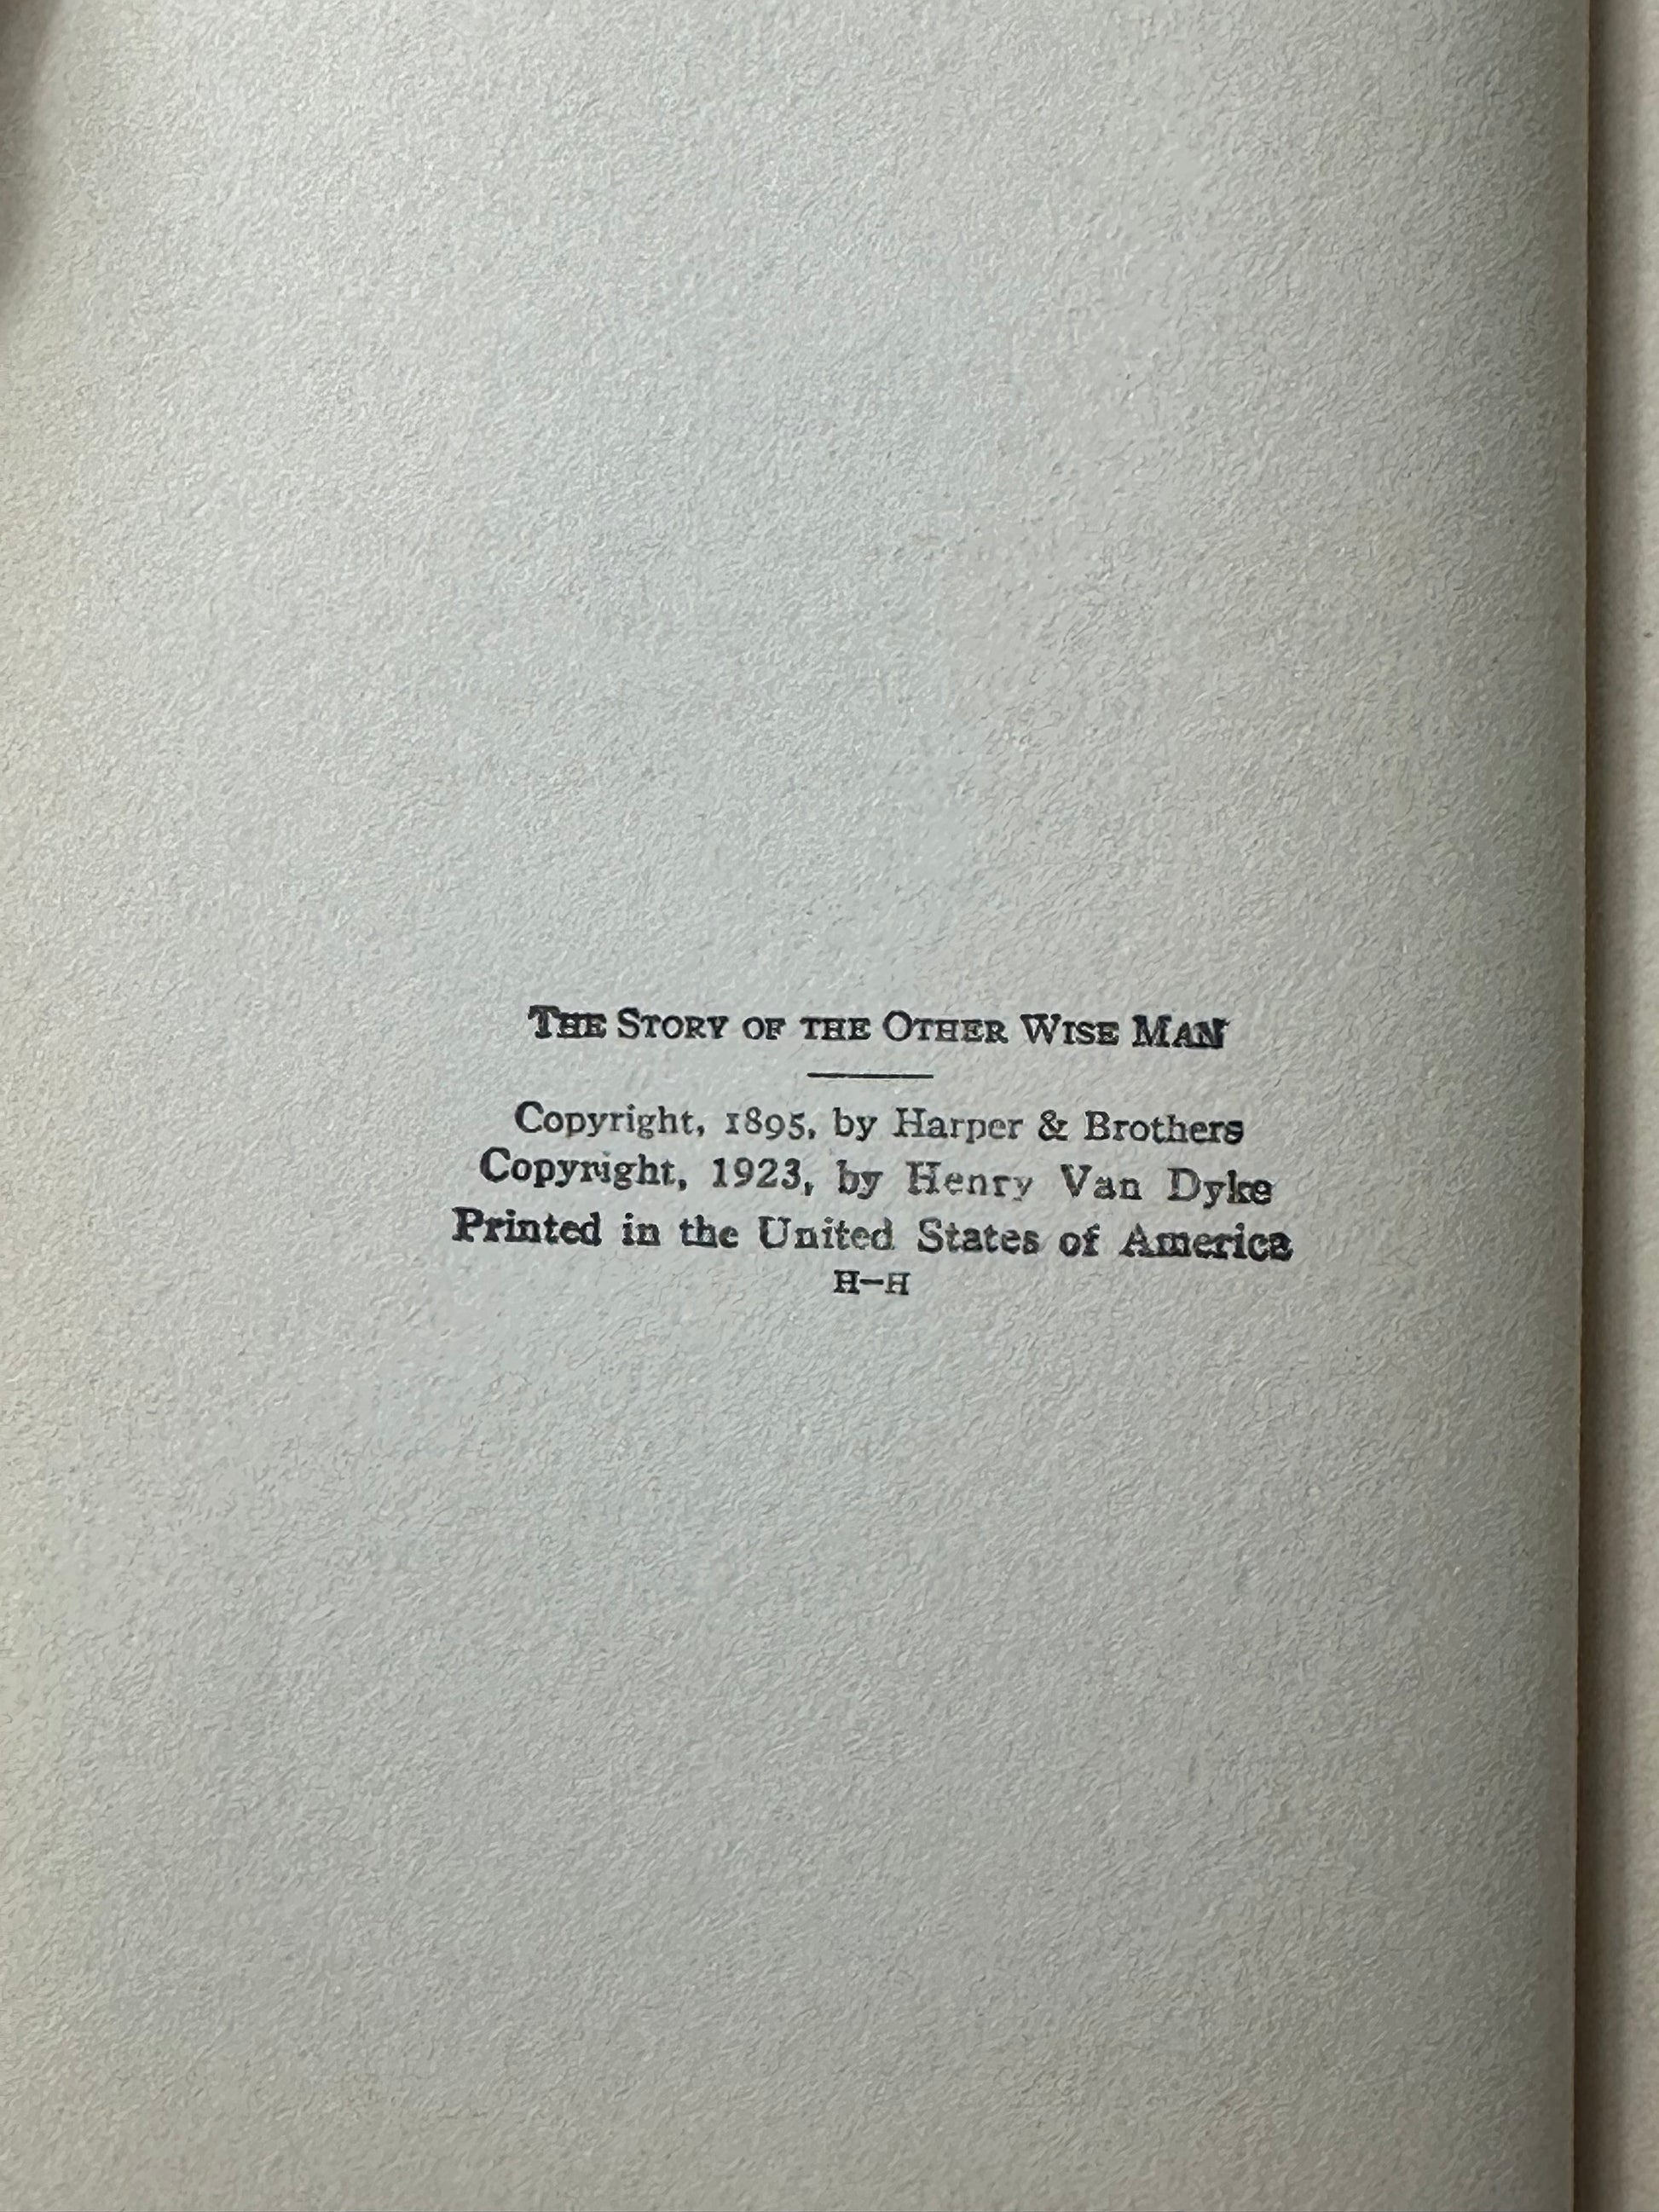 The Story of the Other Wise Man
Copyright, 1895, by Harper & Brothers
Copyright, 1923, by Henry Van Dyke
Printed in the United States of America
H-H